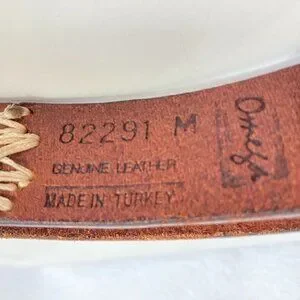 82291 M
GENUINE LEATHER
MADE IN TURKEY
Omega